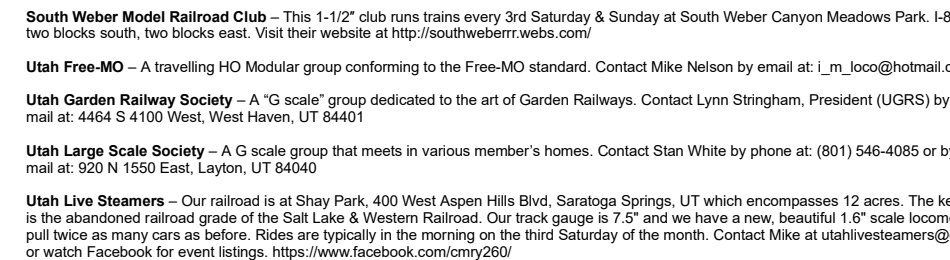 South Weber Model Railroad Club – This 1-1/2″ club runs trains every 3rd Saturday & Sunday at South Weber Canyon Meadows Park.
two blocks south, two blocks east. Visit their website at http://southweberrr.webs.com/
Utah Free-MO – A travelling HO Modular group conforming to the Free-MO standard. Contact Mike Nelson by email at:
Utah Garden Railway Society – A “G scale” group dedicated to the art of Garden Railways. Contact Lynn Stringham, President (UGRS) by
mail at: 4464 S 4100 West, West Haven, UT 84401
Utah Large Scale Society – A G scale group that meets in various member’s homes. Contact Stan White by phone at: (801) 546-4085 or
mail at: 920 N 1550 East, Layton, UT 84040
Utah Live Steamers – Our railroad is at Shay Park, 400 West Aspen Hills Blvd, Saratoga Springs, UT which encompasses 12 acres. The
is the abandoned railroad grade of the Salt Lake & Western Railroad. Our track gauge is 7.5" and we have a new, beautiful 1.6" scale
pull twice as many cars as before. Rides are typically in the morning on the third Saturday of the month. Contact Mike at utahlivesteamers@
or watch Facebook for event listings. https://www.facebook.com/cmry260/